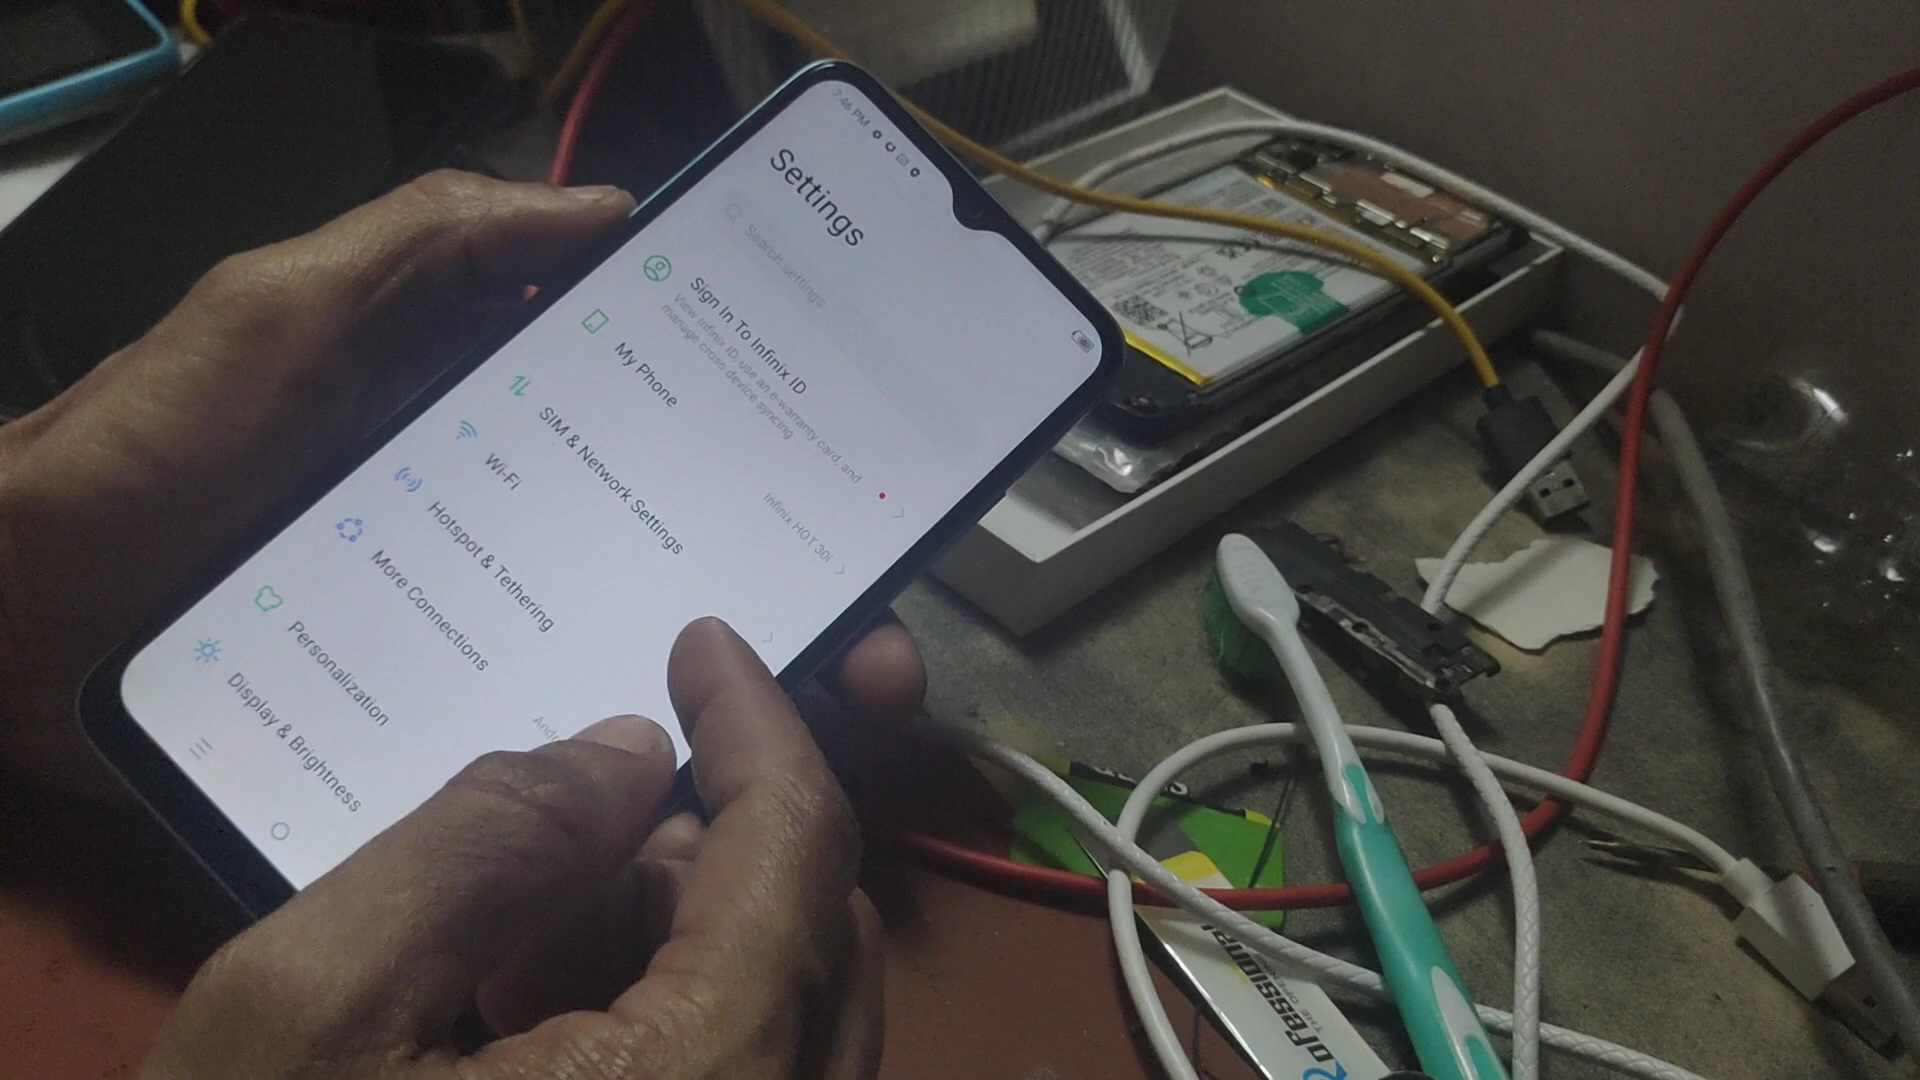 7:46 PM
Settings
Search settings
Sign In To Infinix ID
View Infinix ID, use an e-warranty card, and
manage cross-device syncing
My Phone
Infinix HOT 30i
SIM & Network Settings
Wi-Fi
Hotspot & Tethering
More Connections
Personalization
Display & Brightness